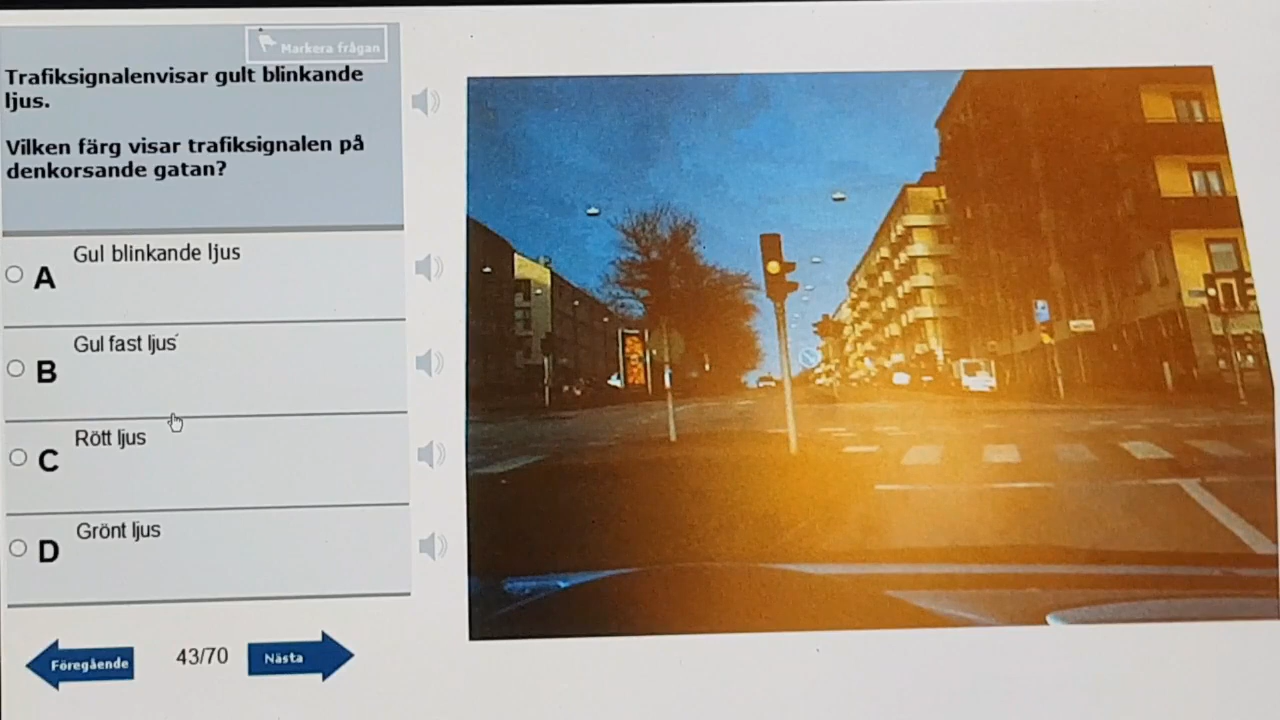 Markera frågan
Trafiksignalenvisar gult blinkande
ljus.
Vilken färg visar trafiksignalen på
denkorsande gatan?
A
Gul blinkande ljus
B
Gul fast ljus
C
Rött ljus
D
Grönt ljus
Föregående
43/70
Nästa